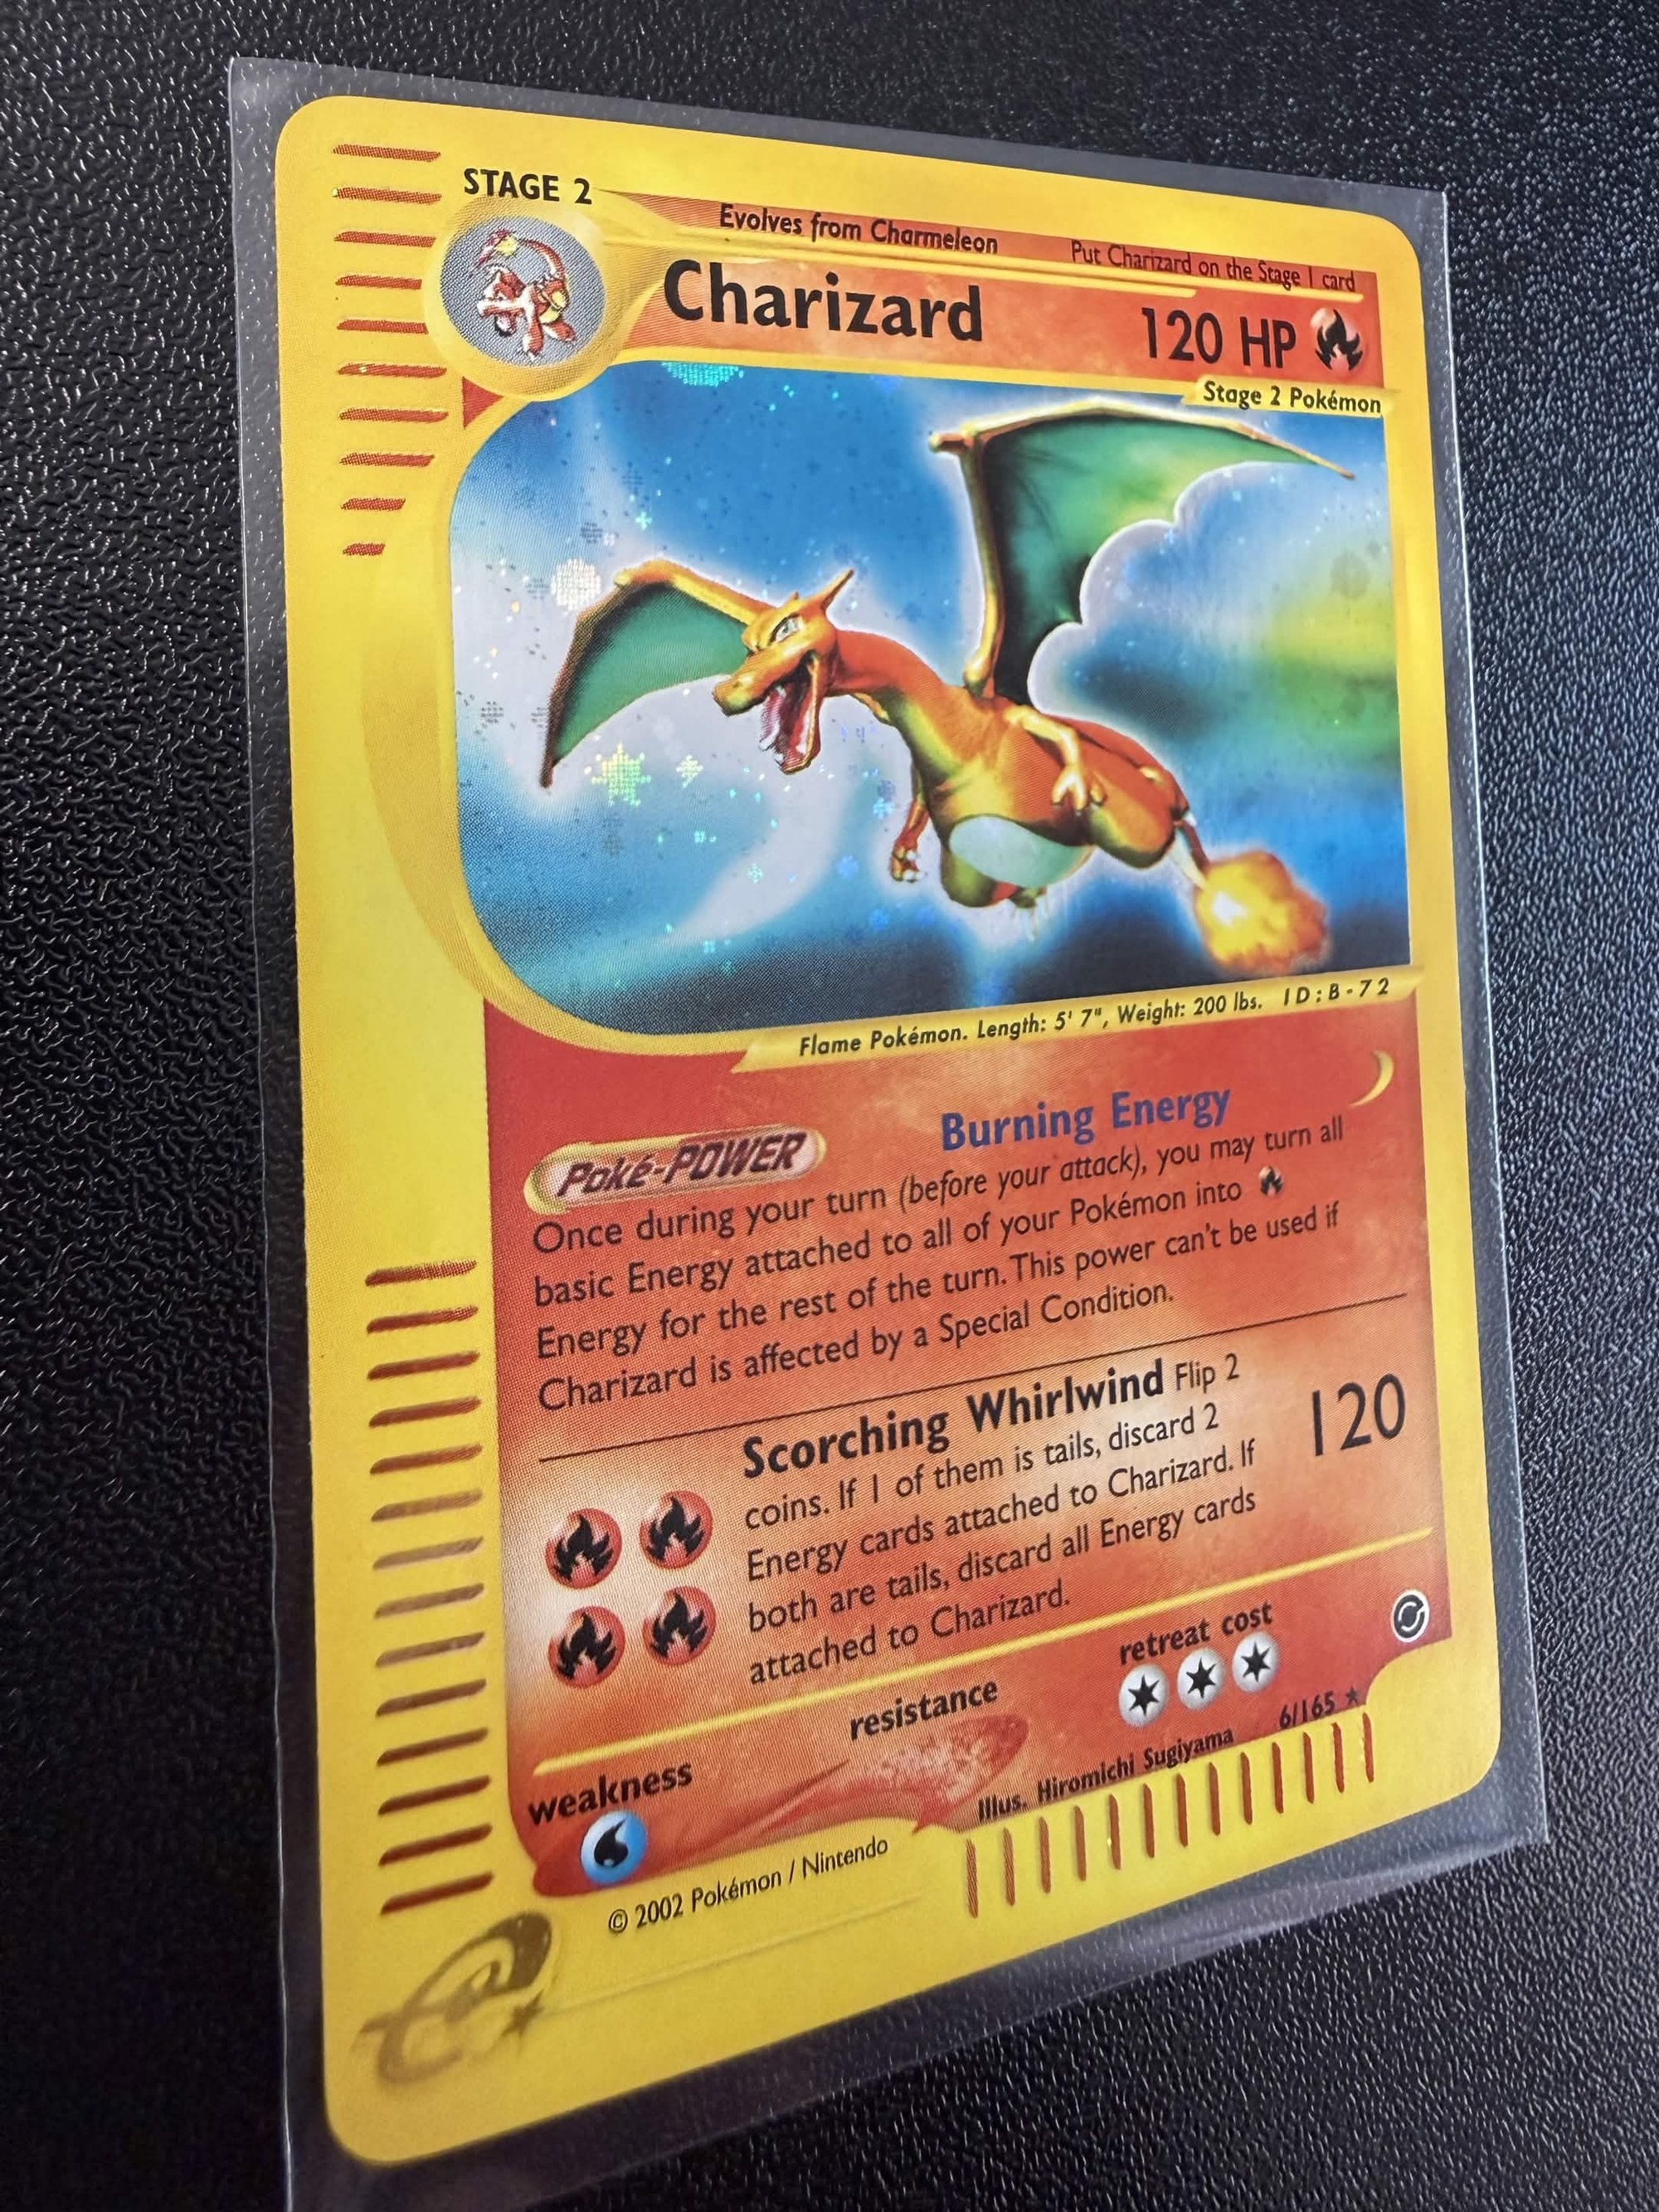 STAGE 2
Evolves from Charmeleon
Put Charizard on the Stage 1 card
Charizard
120 HP
Stage 2 Pokémon
Flame Pokémon. Length: 5' 7", Weight: 200 lbs. ID:B-72
Poké-POWER
Burning Energy
Once during your turn (before your attack), you may turn all
basic Energy attached to all of your Pokémon into
Energy for the rest of the turn. This power can't be used if
Charizard is affected by a Special Condition.
Scorching Whirlwind Flip 2
coins. If 1 of them is tails, discard 2
Energy cards attached to Charizard. If
both are tails, discard all Energy cards
attached to Charizard.
120
weakness
resistance
retreat cost
Illus. Hiromichi Sugiyama
6/165 ★
© 2002 Pokémon / Nintendo
e